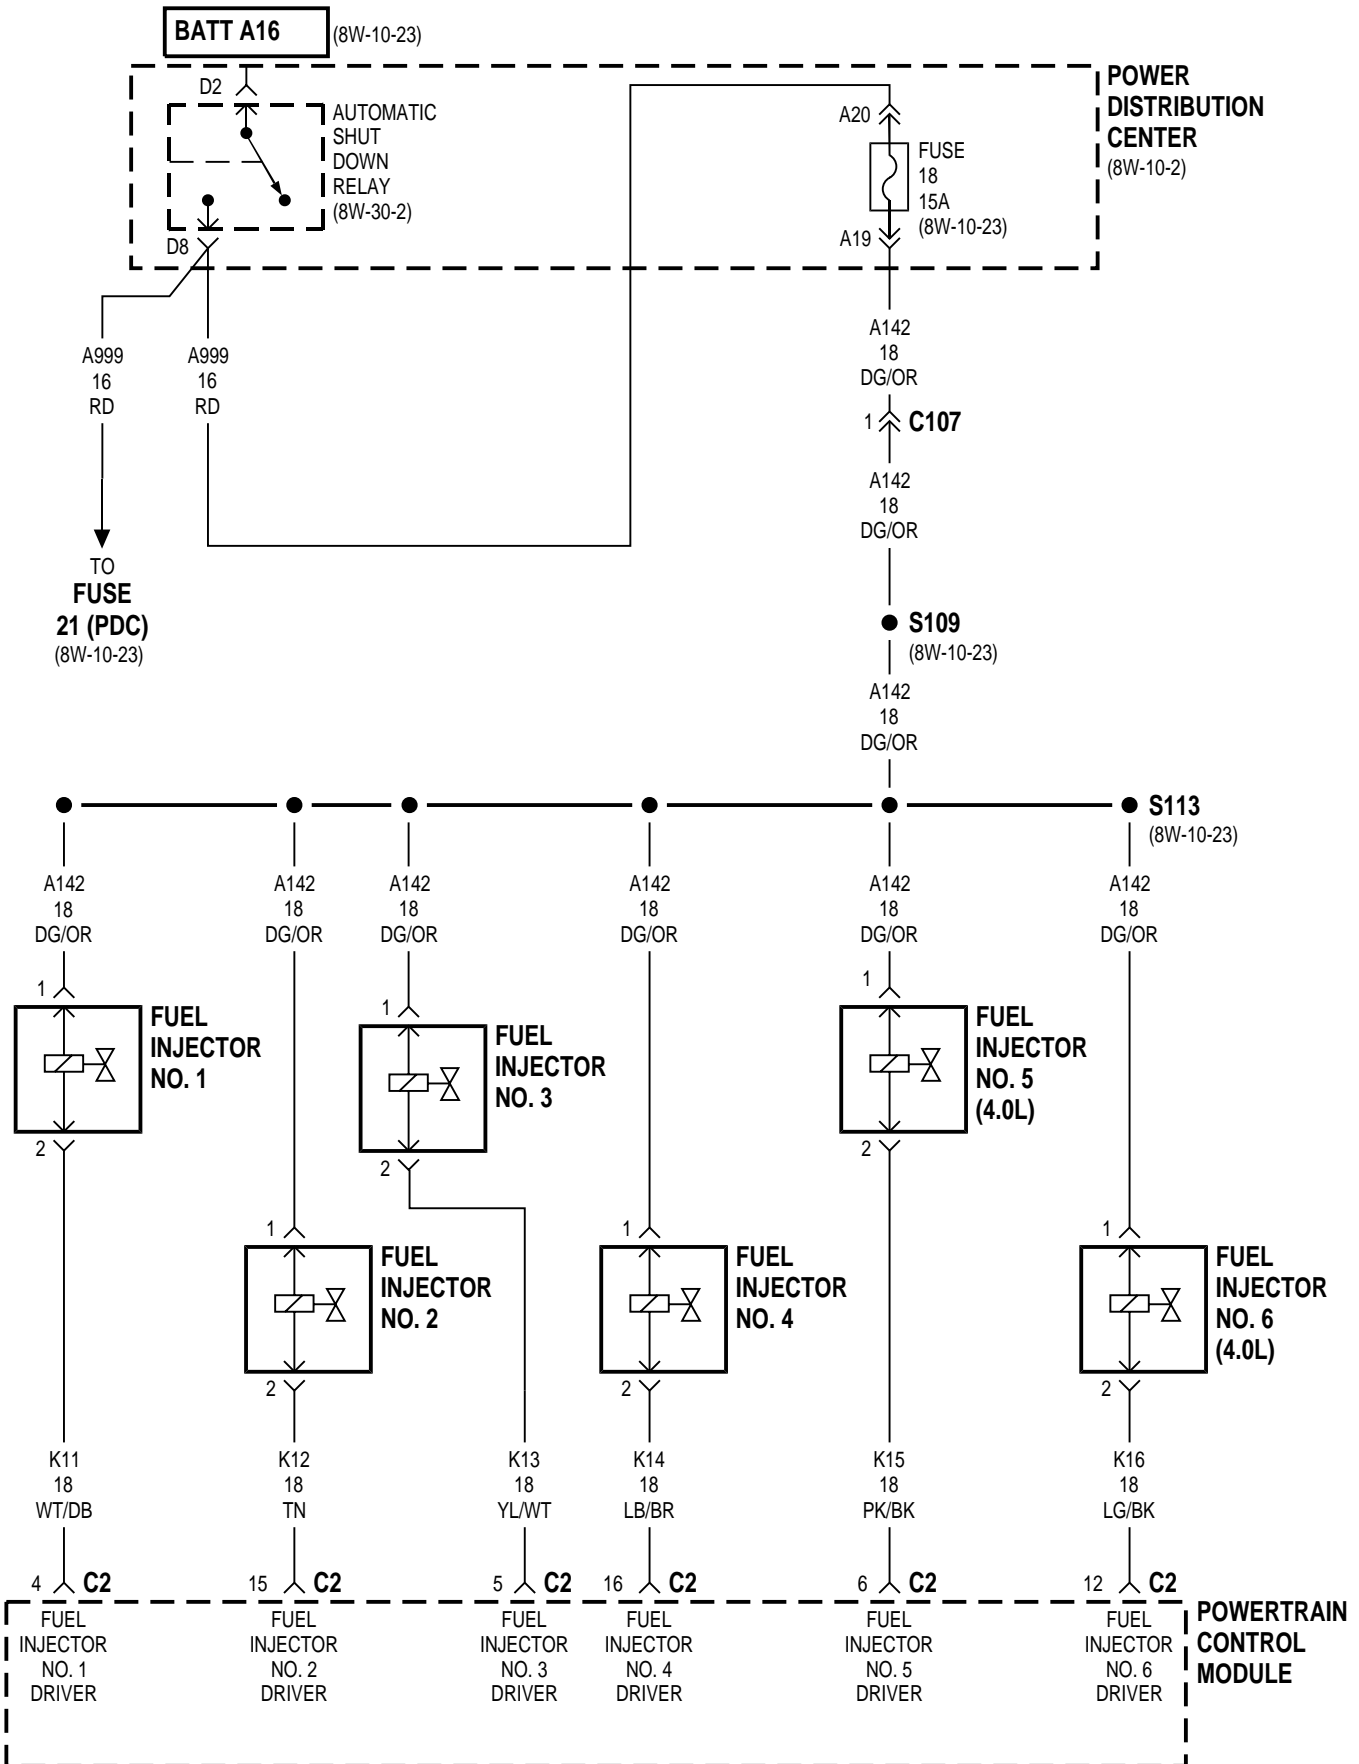 BATT A16
(8W-10-23)
POWER
DISTRIBUTION
CENTER
(8W-10-2)
D2
AUTOMATIC
SHUT
DOWN
RELAY
(8W-30-2)
D8
A20
FUSE
18
15A
(8W-10-23)
A19
A999
16
RD
A999
16
RD
TO
FUSE
21 (PDC)
(8W-10-23)
A142
18
DG/OR
1
C107
A142
18
DG/OR
S109
(8W-10-23)
A142
18
DG/OR
S113
(8W-10-23)
A142
18
DG/OR
A142
18
DG/OR
A142
18
DG/OR
A142
18
DG/OR
A142
18
DG/OR
A142
18
DG/OR
1
FUEL
INJECTOR
NO. 1
2
1
FUEL
INJECTOR
NO. 3
2
1
FUEL
INJECTOR
NO. 5
(4.0L)
2
1
FUEL
INJECTOR
NO. 2
2
1
FUEL
INJECTOR
NO. 4
2
1
FUEL
INJECTOR
NO. 6
(4.0L)
2
K11
18
WT/DB
K12
18
TN
K13
18
YL/WT
K14
18
LB/BR
K15
18
PK/BK
K16
18
LG/BK
4 C2
15 C2
5 C2
16 C2
6 C2
12 C2
FUEL
INJECTOR
NO. 1
DRIVER
FUEL
INJECTOR
NO. 2
DRIVER
FUEL
INJECTOR
NO. 3
DRIVER
FUEL
INJECTOR
NO. 4
DRIVER
FUEL
INJECTOR
NO. 5
DRIVER
FUEL
INJECTOR
NO. 6
DRIVER
POWERTRAIN
CONTROL
MODULE